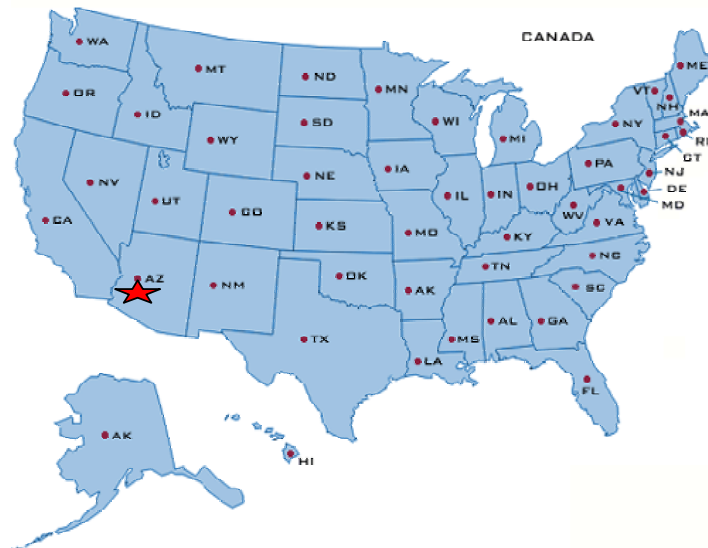 CANADA
WA
MT
ND
MN
ME
VT
NH
MA
RI
CT
OR
ID
SD
WI
MI
NY
WY
IA
PA
NJ
DE
MD
NE
NV
UT
CO
IL
IN
OH
WV
VA
CA
KS
MO
KY
NC
TN
AZ
NM
OK
AK
SC
TX
MS
AL
GA
LA
FL
AK
HI